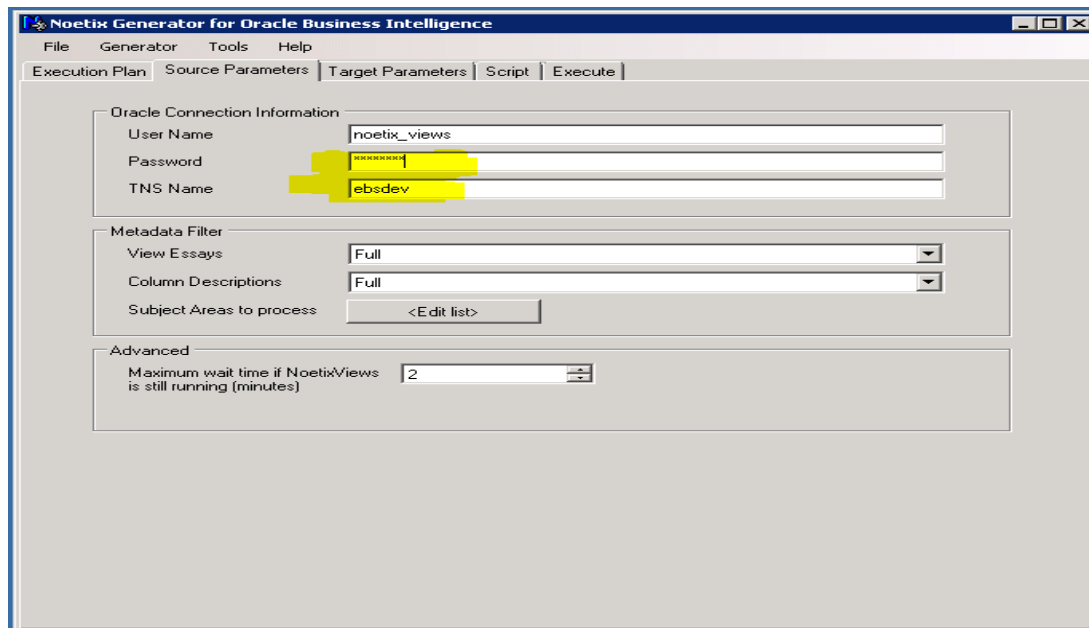 Noetix Generator for Oracle Business Intelligence
File Generator Tools Help
Execution Plan Source Parameters Target Parameters Script Execute
Oracle Connection Information
User Name noetix_views
Password ********
TNS Name ebsdev
Metadata Filter
View Essays Full
Column Descriptions Full
Subject Areas to process <Edit list>
Advanced
Maximum wait time if NoetixViews 2
is still running (minutes)